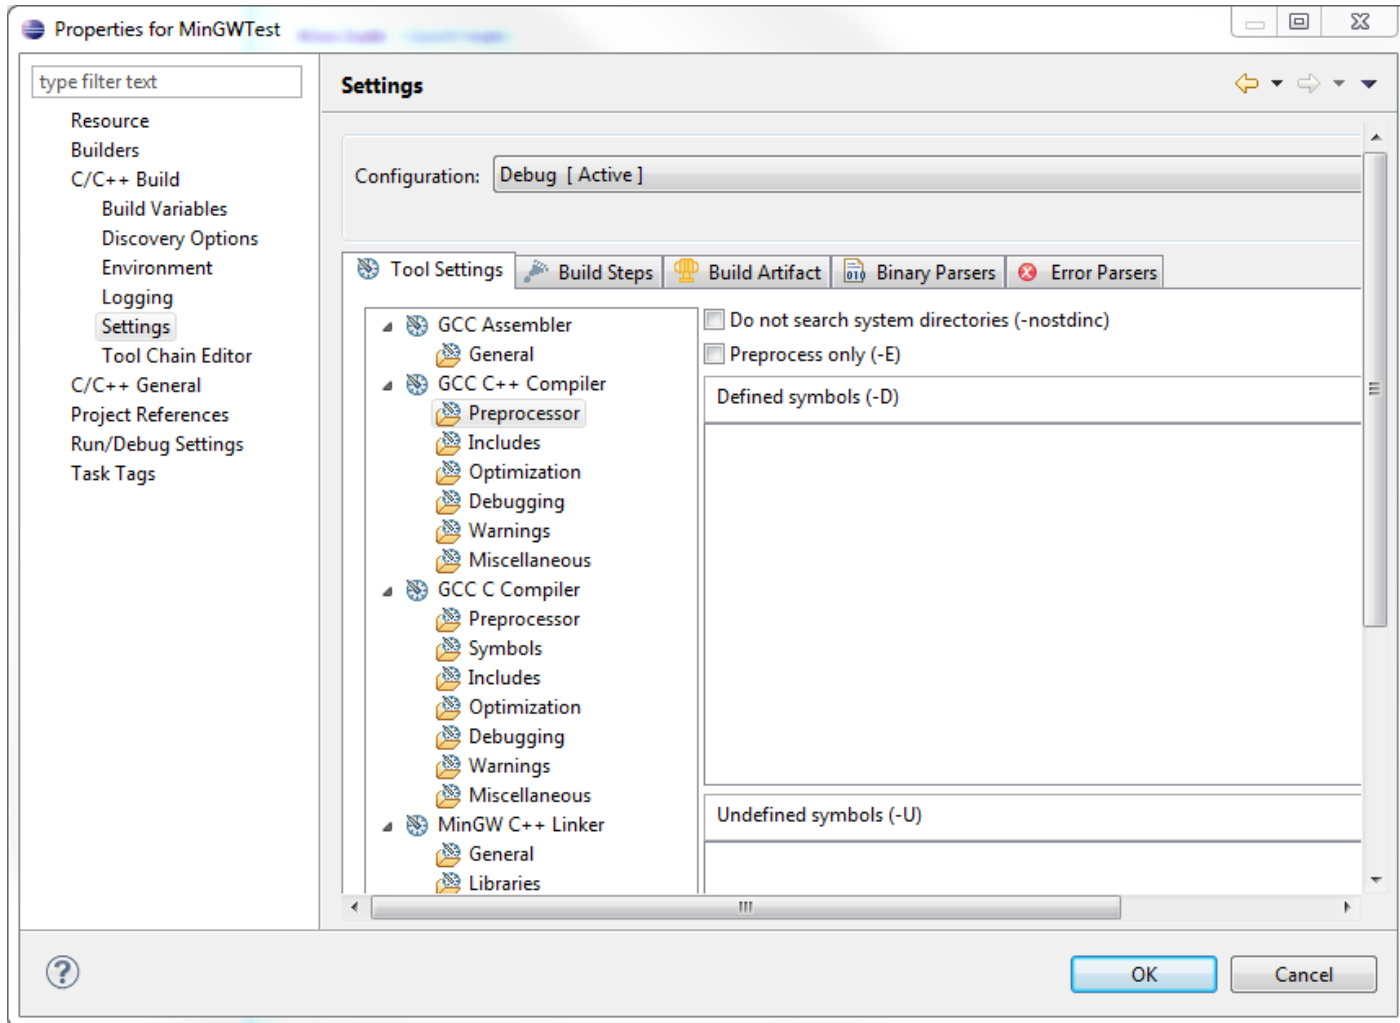 Properties for MinGWTest
type filter text
Resource
Builders
C/C++ Build
Build Variables
Discovery Options
Environment
Logging
Settings
Tool Chain Editor
C/C++ General
Project References
Run/Debug Settings
Task Tags
Settings
Configuration: Debug [ Active ]
Tool Settings Build Steps Build Artifact Binary Parsers Error Parsers
GCC Assembler
General
GCC C++ Compiler
Preprocessor
Includes
Optimization
Debugging
Warnings
Miscellaneous
GCC C Compiler
Preprocessor
Symbols
Includes
Optimization
Debugging
Warnings
Miscellaneous
MinGW C++ Linker
General
Libraries
Do not search system directories (-nostdinc)
Preprocess only (-E)
Defined symbols (-D)
Undefined symbols (-U)
OK Cancel